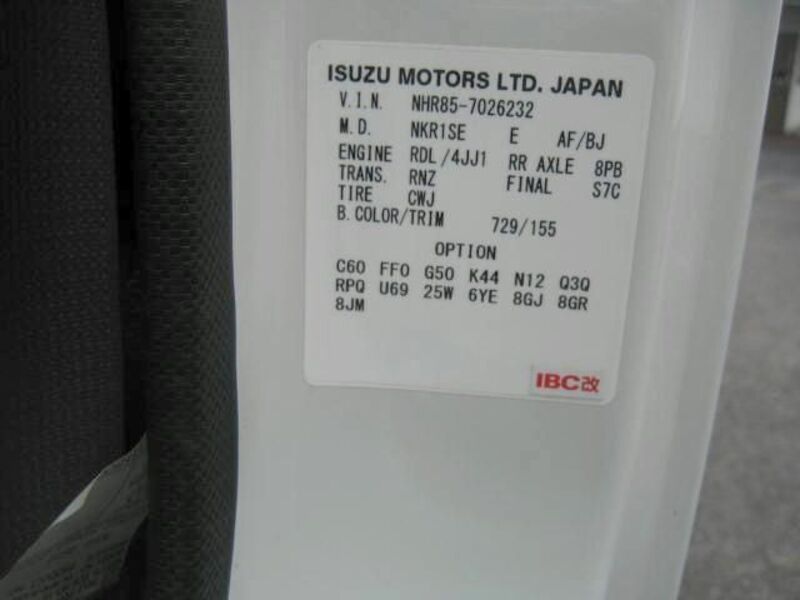 ISUZU MOTORS LTD. JAPAN
V.I.N. NHR85-7026232
M.D. NKR1SE E AF/BJ
ENGINE RDL/4JJ1 RR AXLE 8PB
TRANS. RNZ FINAL S7C
TIRE CWJ
B.COLOR/TRIM 729/155
OPTION
C60 FF0 G50 K44 N12 Q3Q
RPQ U69 25W 6YE 8GJ 8GR
8JM
IBC改